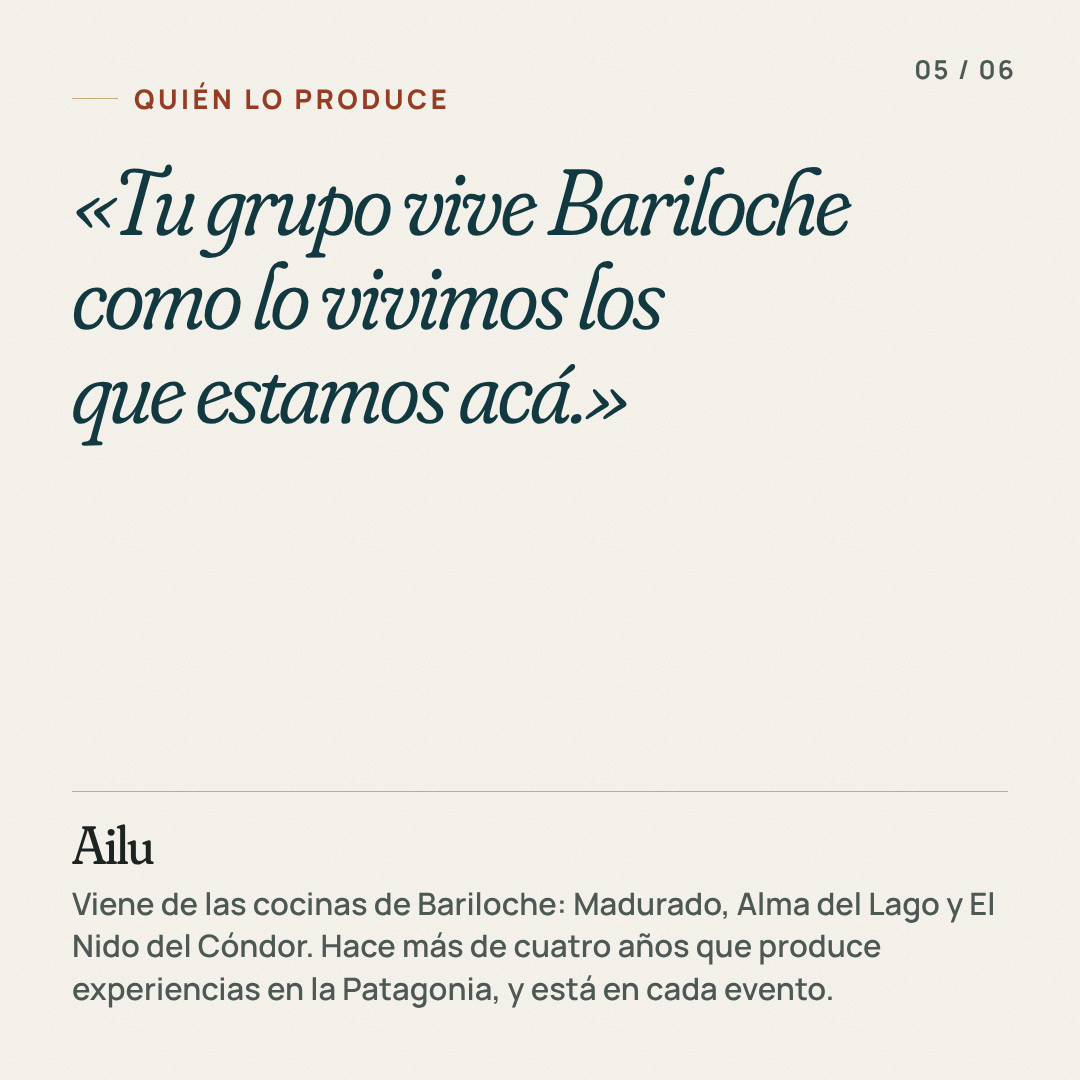 05 / 06
QUIÉN LO PRODUCE
«Tu grupo vive Bariloche
como lo vivimos los
que estamos acá.»
Ailu
Viene de las cocinas de Bariloche: Madurado, Alma del Lago y El
Nido del Cóndor. Hace más de cuatro años que produce
experiencias en la Patagonia, y está en cada evento.